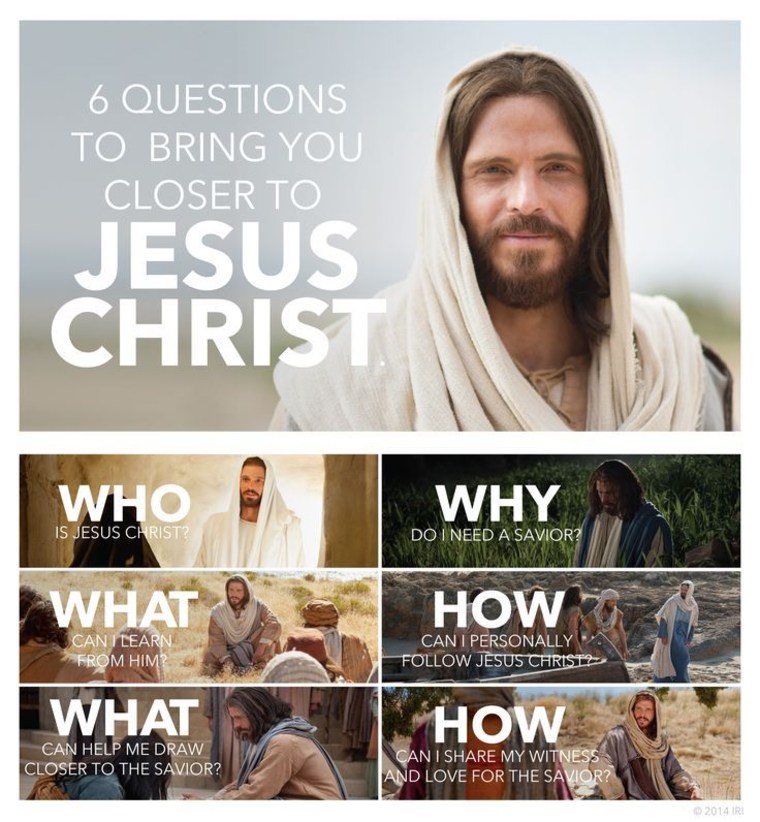 6 QUESTIONS
TO BRING YOU
CLOSER TO
JESUS
CHRIST.
WHO
IS JESUS CHRIST?
WHY
DO I NEED A SAVIOR?
WHAT
CAN I LEARN
FROM HIM?
HOW
CAN I PERSONALLY
FOLLOW JESUS CHRIST?
WHAT
CAN HELP ME DRAW
CLOSER TO THE SAVIOR?
HOW
CAN I SHARE MY WITNESS
AND LOVE FOR THE SAVIOR?
© 2014 IRI